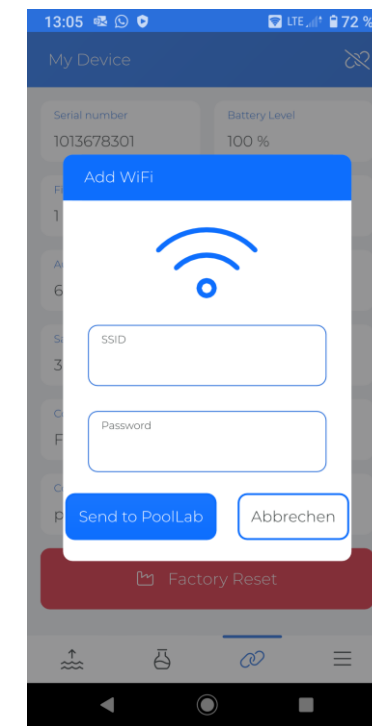 13:05 LTE 72 %
My Device
Serial number Battery Level
1013678301 100 %
Add WiFi
SSID
Password
Send to PoolLab Abbrechen
Factory Reset